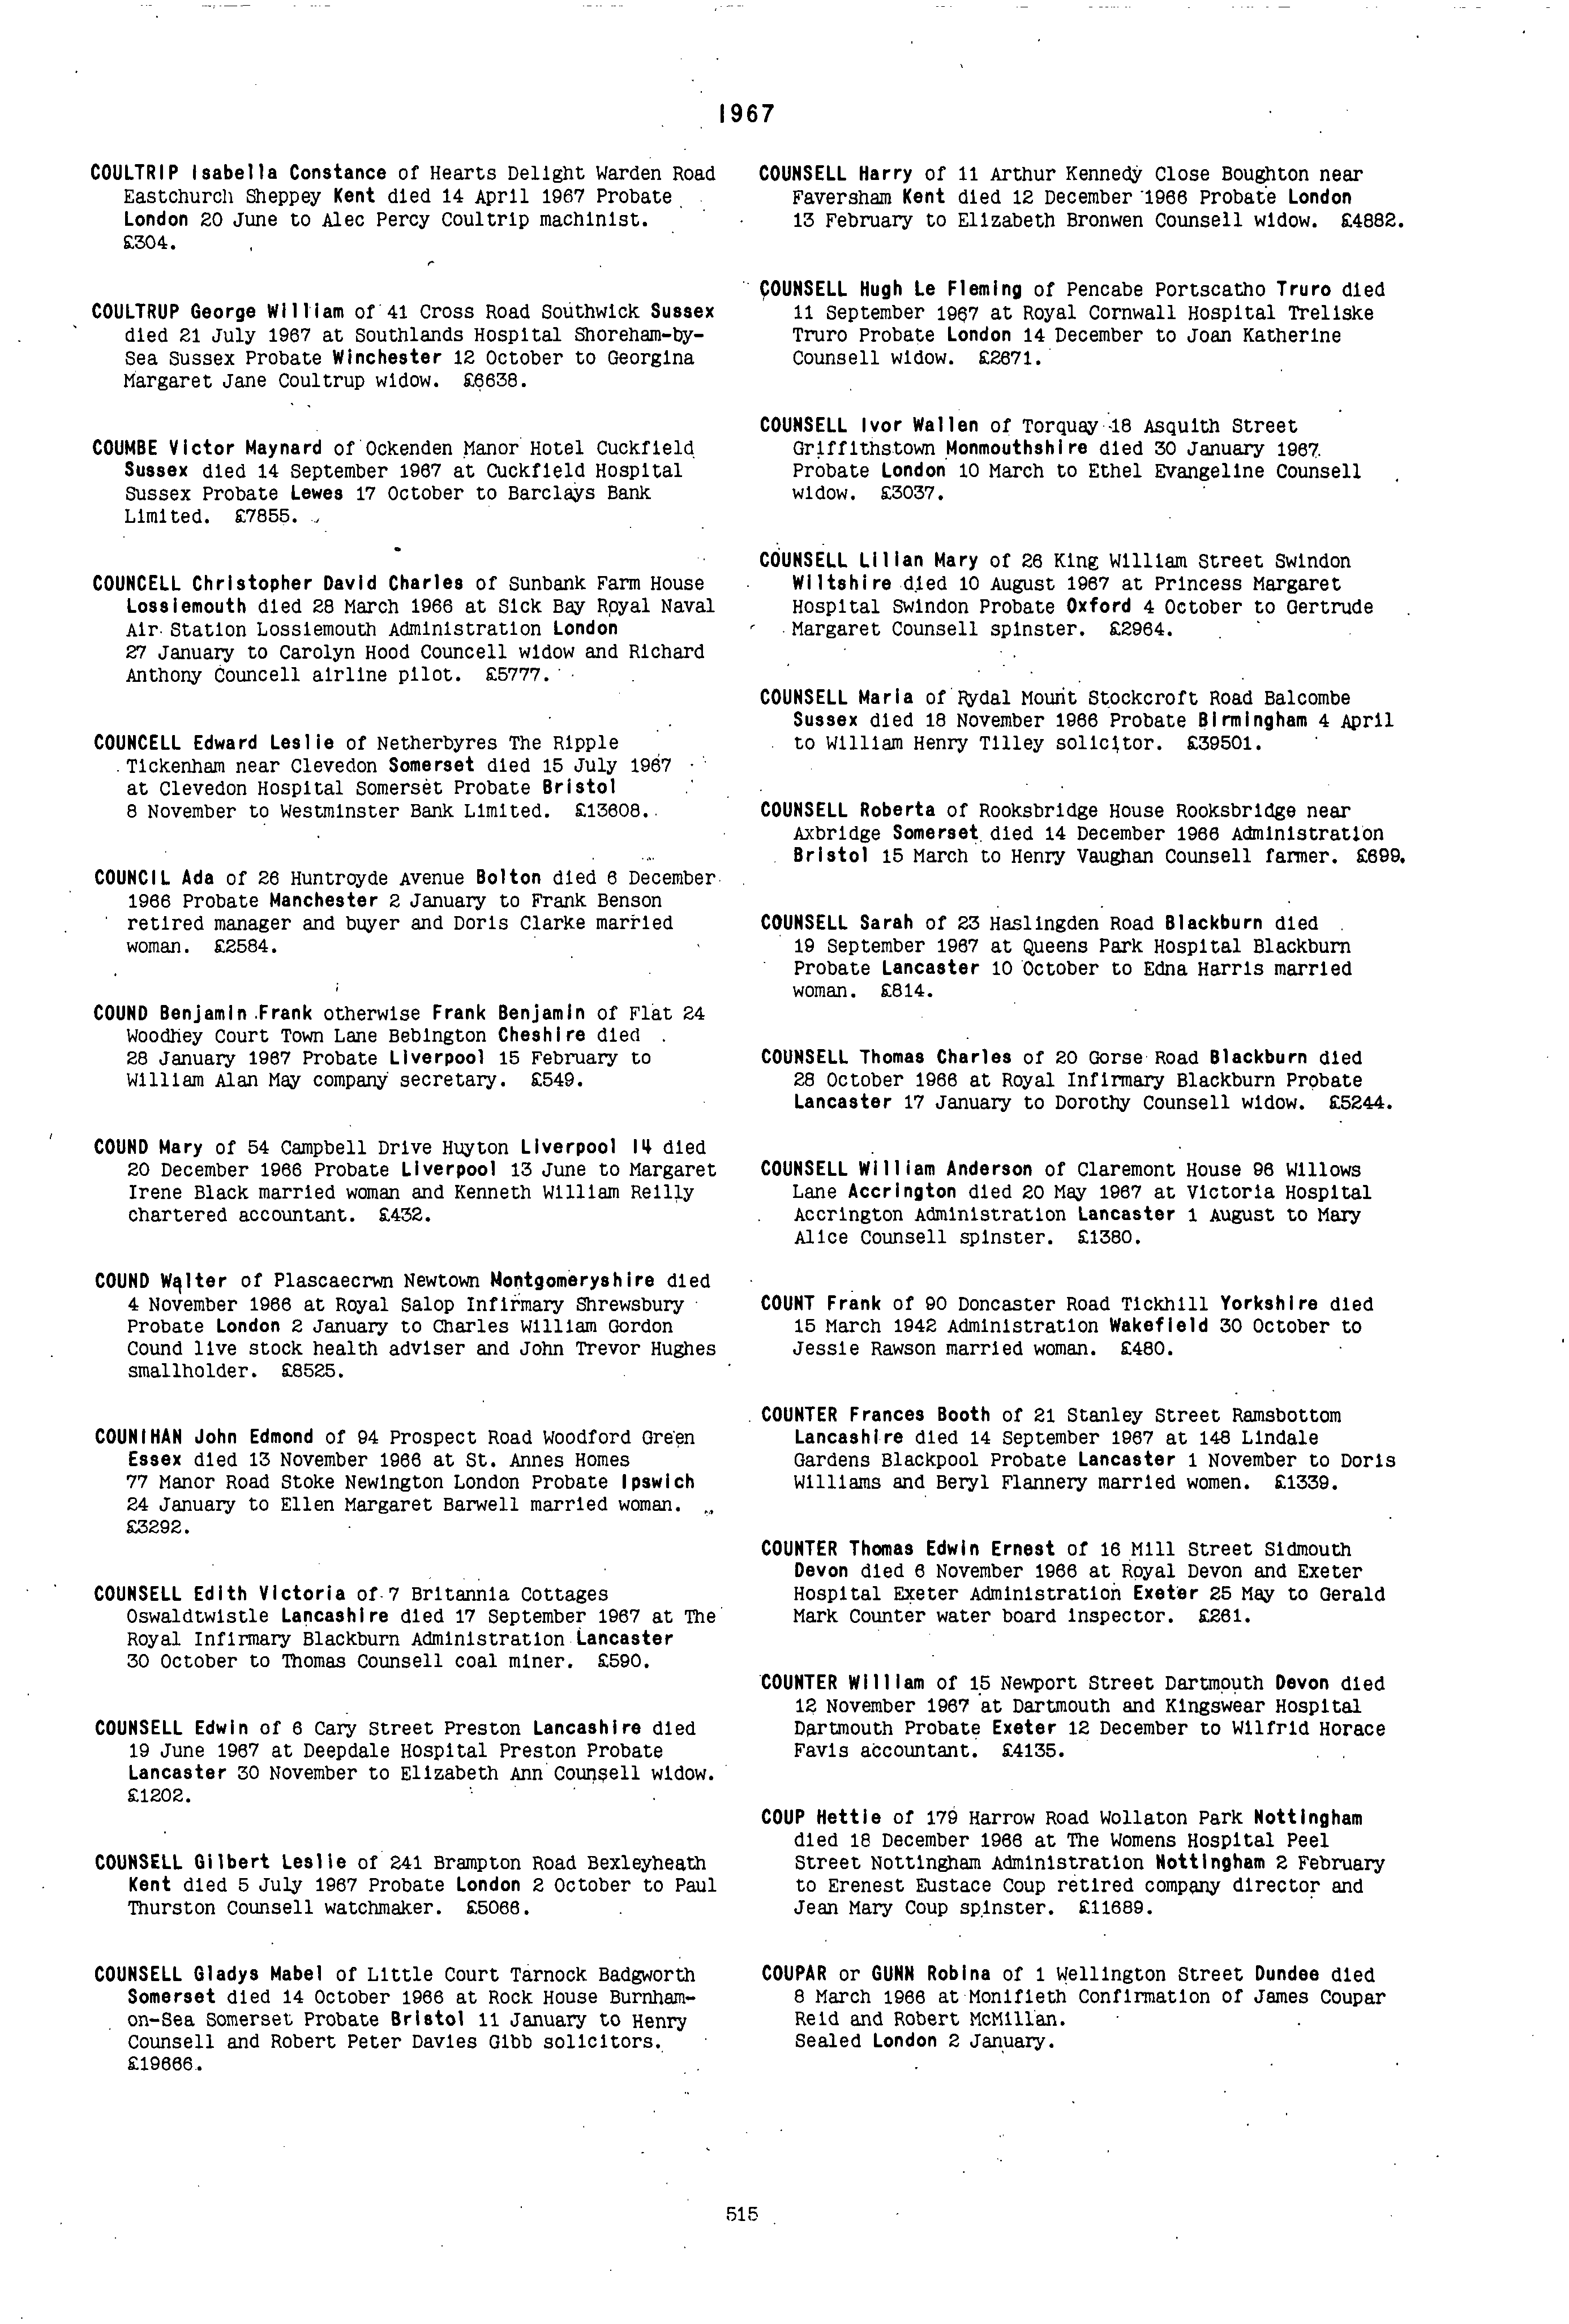 1967
COULTRIP Isabella Constance of Hearts Delight Warden Road
Eastchurch Sheppey Kent died 14 April 1967 Probate
London 20 June to Alec Percy Coultrip machinist.
£304.
COULTRUP George William of 41 Cross Road Southwick Sussex
died 21 July 1967 at Southlands Hospital Shoreham-by-
Sea Sussex Probate Winchester 12 October to Georgina
Margaret Jane Coultrup widow. £6638.
COUMBE Victor Maynard of Ockenden Manor Hotel Cuckfield
Sussex died 14 September 1967 at Cuckfield Hospital
Sussex Probate Lewes 17 October to Barclays Bank
Limited. £7855.
COUNCELL Christopher David Charles of Sunbank Farm House
Lossiemouth died 28 March 1966 at Sick Bay Royal Naval
Air Station Lossiemouth Administration London
27 January to Carolyn Hood Councell widow and Richard
Anthony Councell airline pilot. £5777.
COUNCELL Edward Leslie of Netherbyres The Ripple
Tickenham near Clevedon Somerset died 15 July 1967
at Clevedon Hospital Somerset Probate Bristol
8 November to Westminster Bank Limited. £13608.
COUNCIL Ada of 26 Huntroyde Avenue Bolton died 6 December
1966 Probate Manchester 2 January to Frank Benson
retired manager and buyer and Doris Clarke married
woman. £2584.
COUND Benjamin Frank otherwise Frank Benjamin of Flat 24
Woodhey Court Town Lane Bebington Cheshire died
28 January 1967 Probate Liverpool 15 February to
William Alan May company secretary. £549.
COUND Mary of 54 Campbell Drive Huyton Liverpool 14 died
20 December 1966 Probate Liverpool 13 June to Margaret
Irene Black married woman and Kenneth William Reilly
chartered accountant. £432.
COUND Walter of Plascaecrwn Newtown Montgomeryshire died
4 November 1966 at Royal Salop Infirmary Shrewsbury
Probate London 2 January to Charles William Gordon
Cound live stock health adviser and John Trevor Hughes
smallholder. £8525.
COUNIHAN John Edmond of 94 Prospect Road Woodford Green
Essex died 13 November 1966 at St. Annes Homes
77 Manor Road Stoke Newington London Probate Ipswich
24 January to Ellen Margaret Barwell married woman.
£3292.
COUNSELL Edith Victoria of 7 Britannia Cottages
Oswaldtwistle Lancashire died 17 September 1967 at The
Royal Infirmary Blackburn Administration Lancaster
30 October to Thomas Counsell coal miner. £590.
COUNSELL Edwin of 6 Cary Street Preston Lancashire died
19 June 1967 at Deepdale Hospital Preston Probate
Lancaster 30 November to Elizabeth Ann Counsell widow.
£1202.
COUNSELL Gilbert Leslie of 241 Brampton Road Bexleyheath
Kent died 5 July 1967 Probate London 2 October to Paul
Thurston Counsell watchmaker. £5066.
COUNSELL Gladys Mabel of Little Court Tarnock Badgworth
Somerset died 14 October 1966 at Rock House Burnham-
on-Sea Somerset Probate Bristol 11 January to Henry
Counsell and Robert Peter Davies Gibb solicitors.
£19666.
COUNSELL Harry of 11 Arthur Kennedy Close Boughton near
Faversham Kent died 12 December 1966 Probate London
13 February to Elizabeth Bronwen Counsell widow. £4882.
COUNSELL Hugh Le Fleming of Pencabe Portscatho Truro died
11 September 1967 at Royal Cornwall Hospital Treliske
Truro Probate London 14 December to Joan Katherine
Counsell widow. £2671.
COUNSELL Ivor Wallen of Torquay 18 Asquith Street
Griffithstown Monmouthshire died 30 January 1967
Probate London 10 March to Ethel Evangeline Counsell
widow. £3037.
COUNSELL Lilian Mary of 26 King William Street Swindon
Wiltshire died 10 August 1967 at Princess Margaret
Hospital Swindon Probate Oxford 4 October to Gertrude
Margaret Counsell spinster. £2964.
COUNSELL Maria of Rydal Mount Stockcroft Road Balcombe
Sussex died 18 November 1966 Probate Birmingham 4 April
to William Henry Tilley solicitor. £39501.
COUNSELL Roberta of Rooksbridge House Rooksbridge near
Axbridge Somerset died 14 December 1966 Administration
Bristol 15 March to Henry Vaughan Counsell farmer. £699.
COUNSELL Sarah of 23 Haslingden Road Blackburn died
19 September 1967 at Queens Park Hospital Blackburn
Probate Lancaster 10 October to Edna Harris married
woman. £814.
COUNSELL Thomas Charles of 20 Gorse Road Blackburn died
28 October 1966 at Royal Infirmary Blackburn Probate
Lancaster 17 January to Dorothy Counsell widow. £5244.
COUNSELL William Anderson of Claremont House 96 Willows
Lane Accrington died 20 May 1967 at Victoria Hospital
Accrington Administration Lancaster 1 August to Mary
Alice Counsell spinster. £1380.
COUNT Frank of 90 Doncaster Road Tickhill Yorkshire died
15 March 1942 Administration Wakefield 30 October to
Jessie Rawson married woman. £480.
COUNTER Frances Booth of 21 Stanley Street Ramsbottom
Lancashire died 14 September 1967 at 148 Lindale
Gardens Blackpool Probate Lancaster 1 November to Doris
Williams and Beryl Flannery married women. £1339.
COUNTER Thomas Edwin Ernest of 16 Mill Street Sidmouth
Devon died 6 November 1966 at Royal Devon and Exeter
Hospital Exeter Administration Exeter 25 May to Gerald
Mark Counter water board inspector. £261.
COUNTER William of 15 Newport Street Dartmouth Devon died
12 November 1967 at Dartmouth and Kingswear Hospital
Dartmouth Probate Exeter 12 December to Wilfrid Horace
Favis accountant. £4135.
COUP Hettie of 179 Harrow Road Wollaton Park Nottingham
died 18 December 1966 at The Womens Hospital Peel
Street Nottingham Administration Nottingham 2 February
to Erenest Eustace Coup retired company director and
Jean Mary Coup spinster. £11689.
COUPAR or GUNN Robina of 1 Wellington Street Dundee died
8 March 1966 at Monifieth Confirmation of James Coupar
Reid and Robert McMillan.
Sealed London 2 January.
515